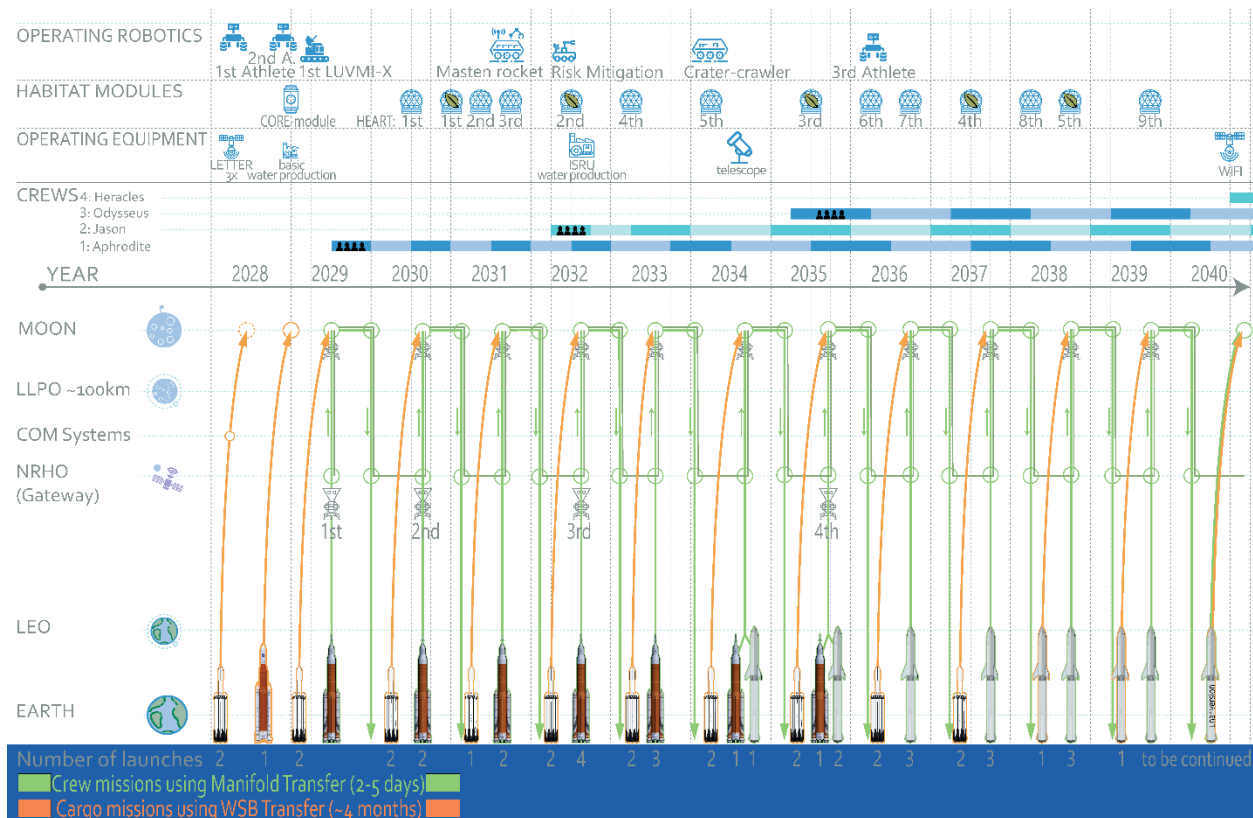 OPERATING ROBOTICS
2nd A.
1st Athlete 1st LUVMI-X Masten rocket Risk Mitigation Crater-crawler 3rd Athlete
HABITAT MODULES
CORE-module HEART: 1st 1st 2nd 3rd 2nd 4th 5th 3rd 6th 7th 4th 8th 5th 9th
OPERATING EQUIPMENT
LETTER 3X
basic water production
ISRU water production
telescope
WIFI
CREWS 4: Heracles
3: Odysseus
2: Jason
1: Aphrodite
YEAR 2028 2029 2030 2031 2032 2033 2034 2035 2036 2037 2038 2039 2040
MOON
LLPO ~100km
COM Systems
NRHO
(Gateway)
1st 2nd 3rd 4th
LEO
EARTH
Number of launches 2 1 2 2 2 1 2 2 4 2 3 2 1 1 2 1 2 2 3 2 3 1 3 1 to be continued
Crew missions using Manifold Transfer (2-5 days)
Cargo missions using WSB Transfer (~4 months)